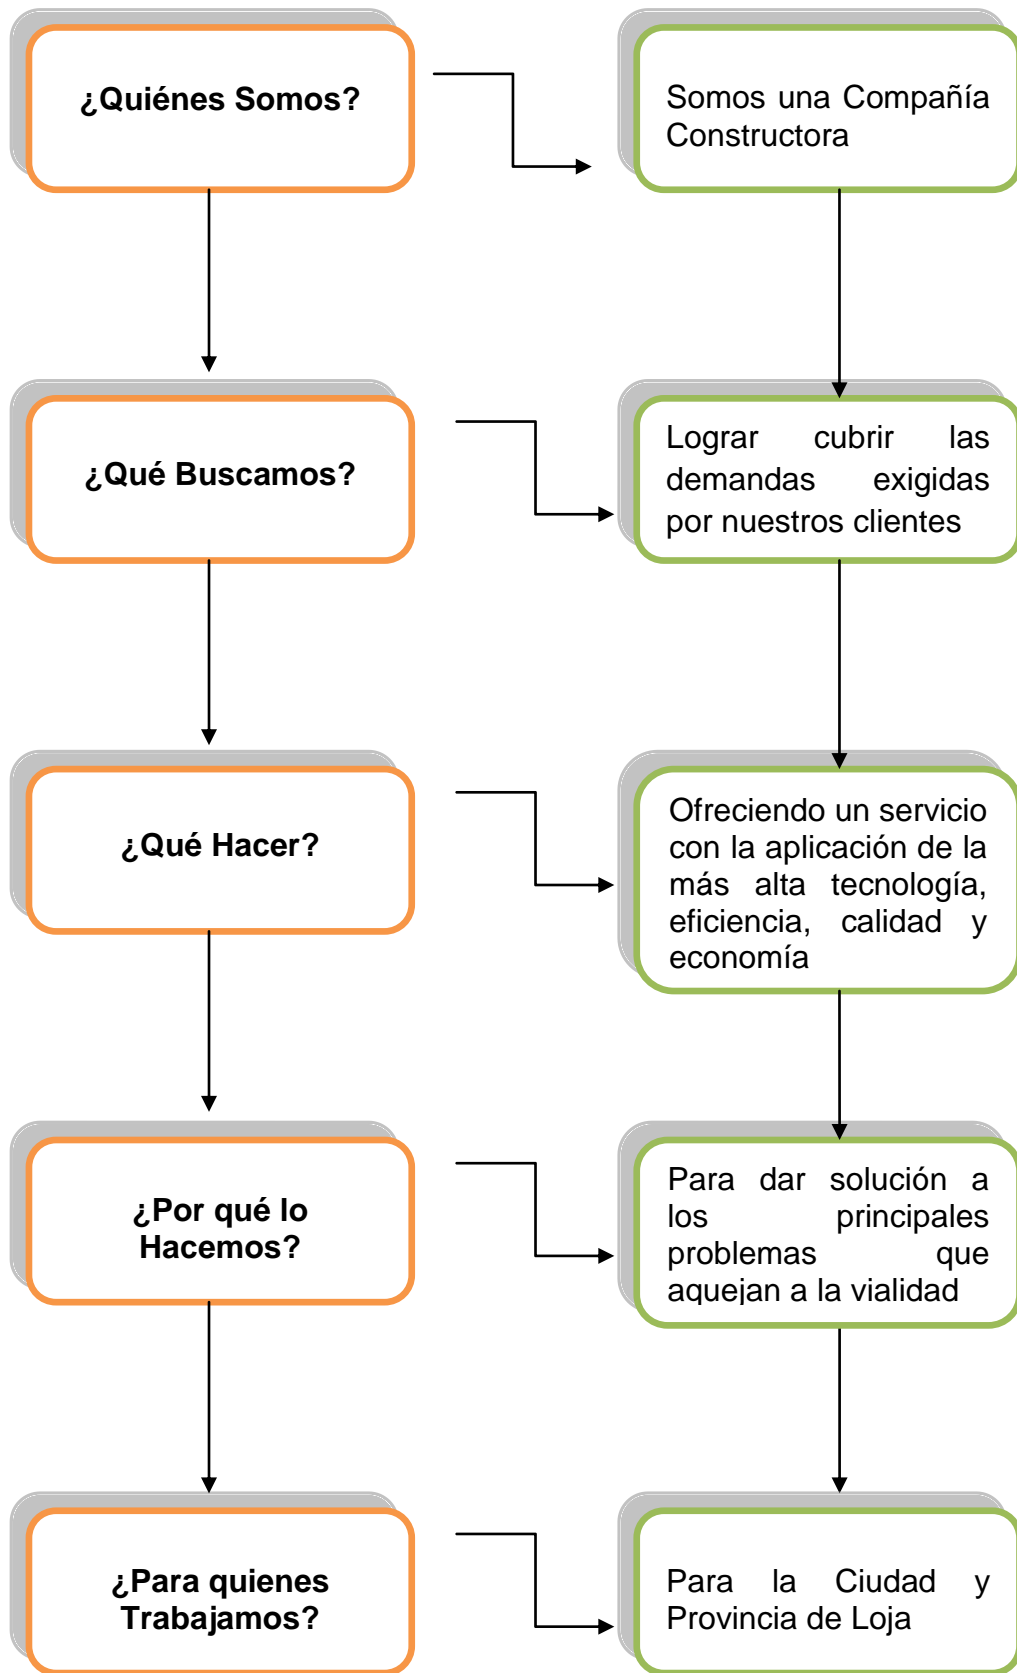 ¿Quiénes Somos?
Somos una Compañía
Constructora
¿Qué Buscamos?
Lograr cubrir las
demandas exigidas
por nuestros clientes
¿Qué Hacer?
Ofreciendo un servicio
con la aplicación de la
más alta tecnología,
eficiencia, calidad y
economía
¿Por qué lo
Hacemos?
Para dar solución a
los principales
problemas que
aquejan a la vialidad
¿Para quienes
Trabajamos?
Para la Ciudad y
Provincia de Loja